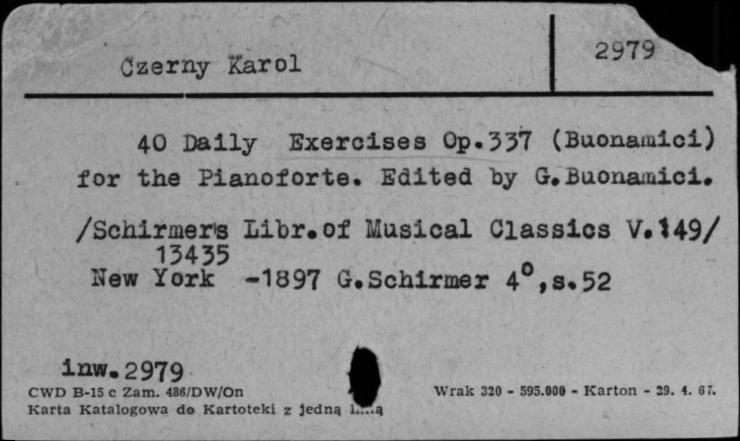 Czerny Karol 2979
40 Daily Exercises Op.337 (Buonamici)
for the Pianoforte. Edited by G.Buonamici.
/Schirmers Libr.of Musical Classics V.149/
13435
New York -1897 G.Schirmer 4°,s.52
inw.2979
CWD B-15 c Zam. 486/DW/On Wrak 320 - 595.000 - Karton - 29. 4. 67.
Karta Katalogowa do Kartoteki z jedną